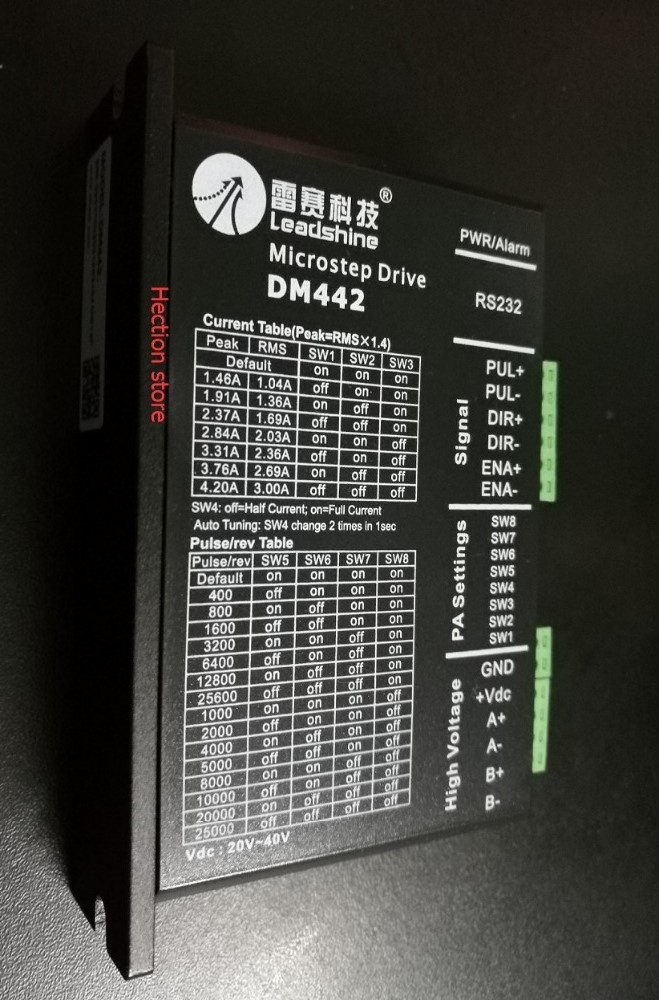 雷赛科技®
Leadshine
Microstep Drive
DM442
Current Table(Peak=RMS×1.4)
Peak RMS SW1 SW2 SW3
Default on on on
1.46A 1.04A off on on
1.91A 1.36A on off on
2.37A 1.69A off off on
2.84A 2.03A on on off
3.31A 2.36A off on off
3.76A 2.69A on off off
4.20A 3.00A off off off
SW4: off=Half Current; on=Full Current
Auto Tuning: SW4 change 2 times in 1sec
Pulse/rev Table
Pulse/rev SW5 SW6 SW7 SW8
Default on on on on
400 off on on on
800 on off on on
1600 off off on on
3200 on on off on
6400 off on off on
12800 on off off on
25600 off off off on
1000 on on on off
2000 off on on off
4000 on off on off
5000 off off on off
8000 on on off off
10000 off on off off
20000 on off off off
25000 off off off off
Vdc : 20V~40V
PWR/Alarm
RS232
Signal
PUL+
PUL-
DIR+
DIR-
ENA+
ENA-
PA Settings
SW8
SW7
SW6
SW5
SW4
SW3
SW2
SW1
High Voltage
GND
+Vdc
A+
A-
B+
B-
Hection store